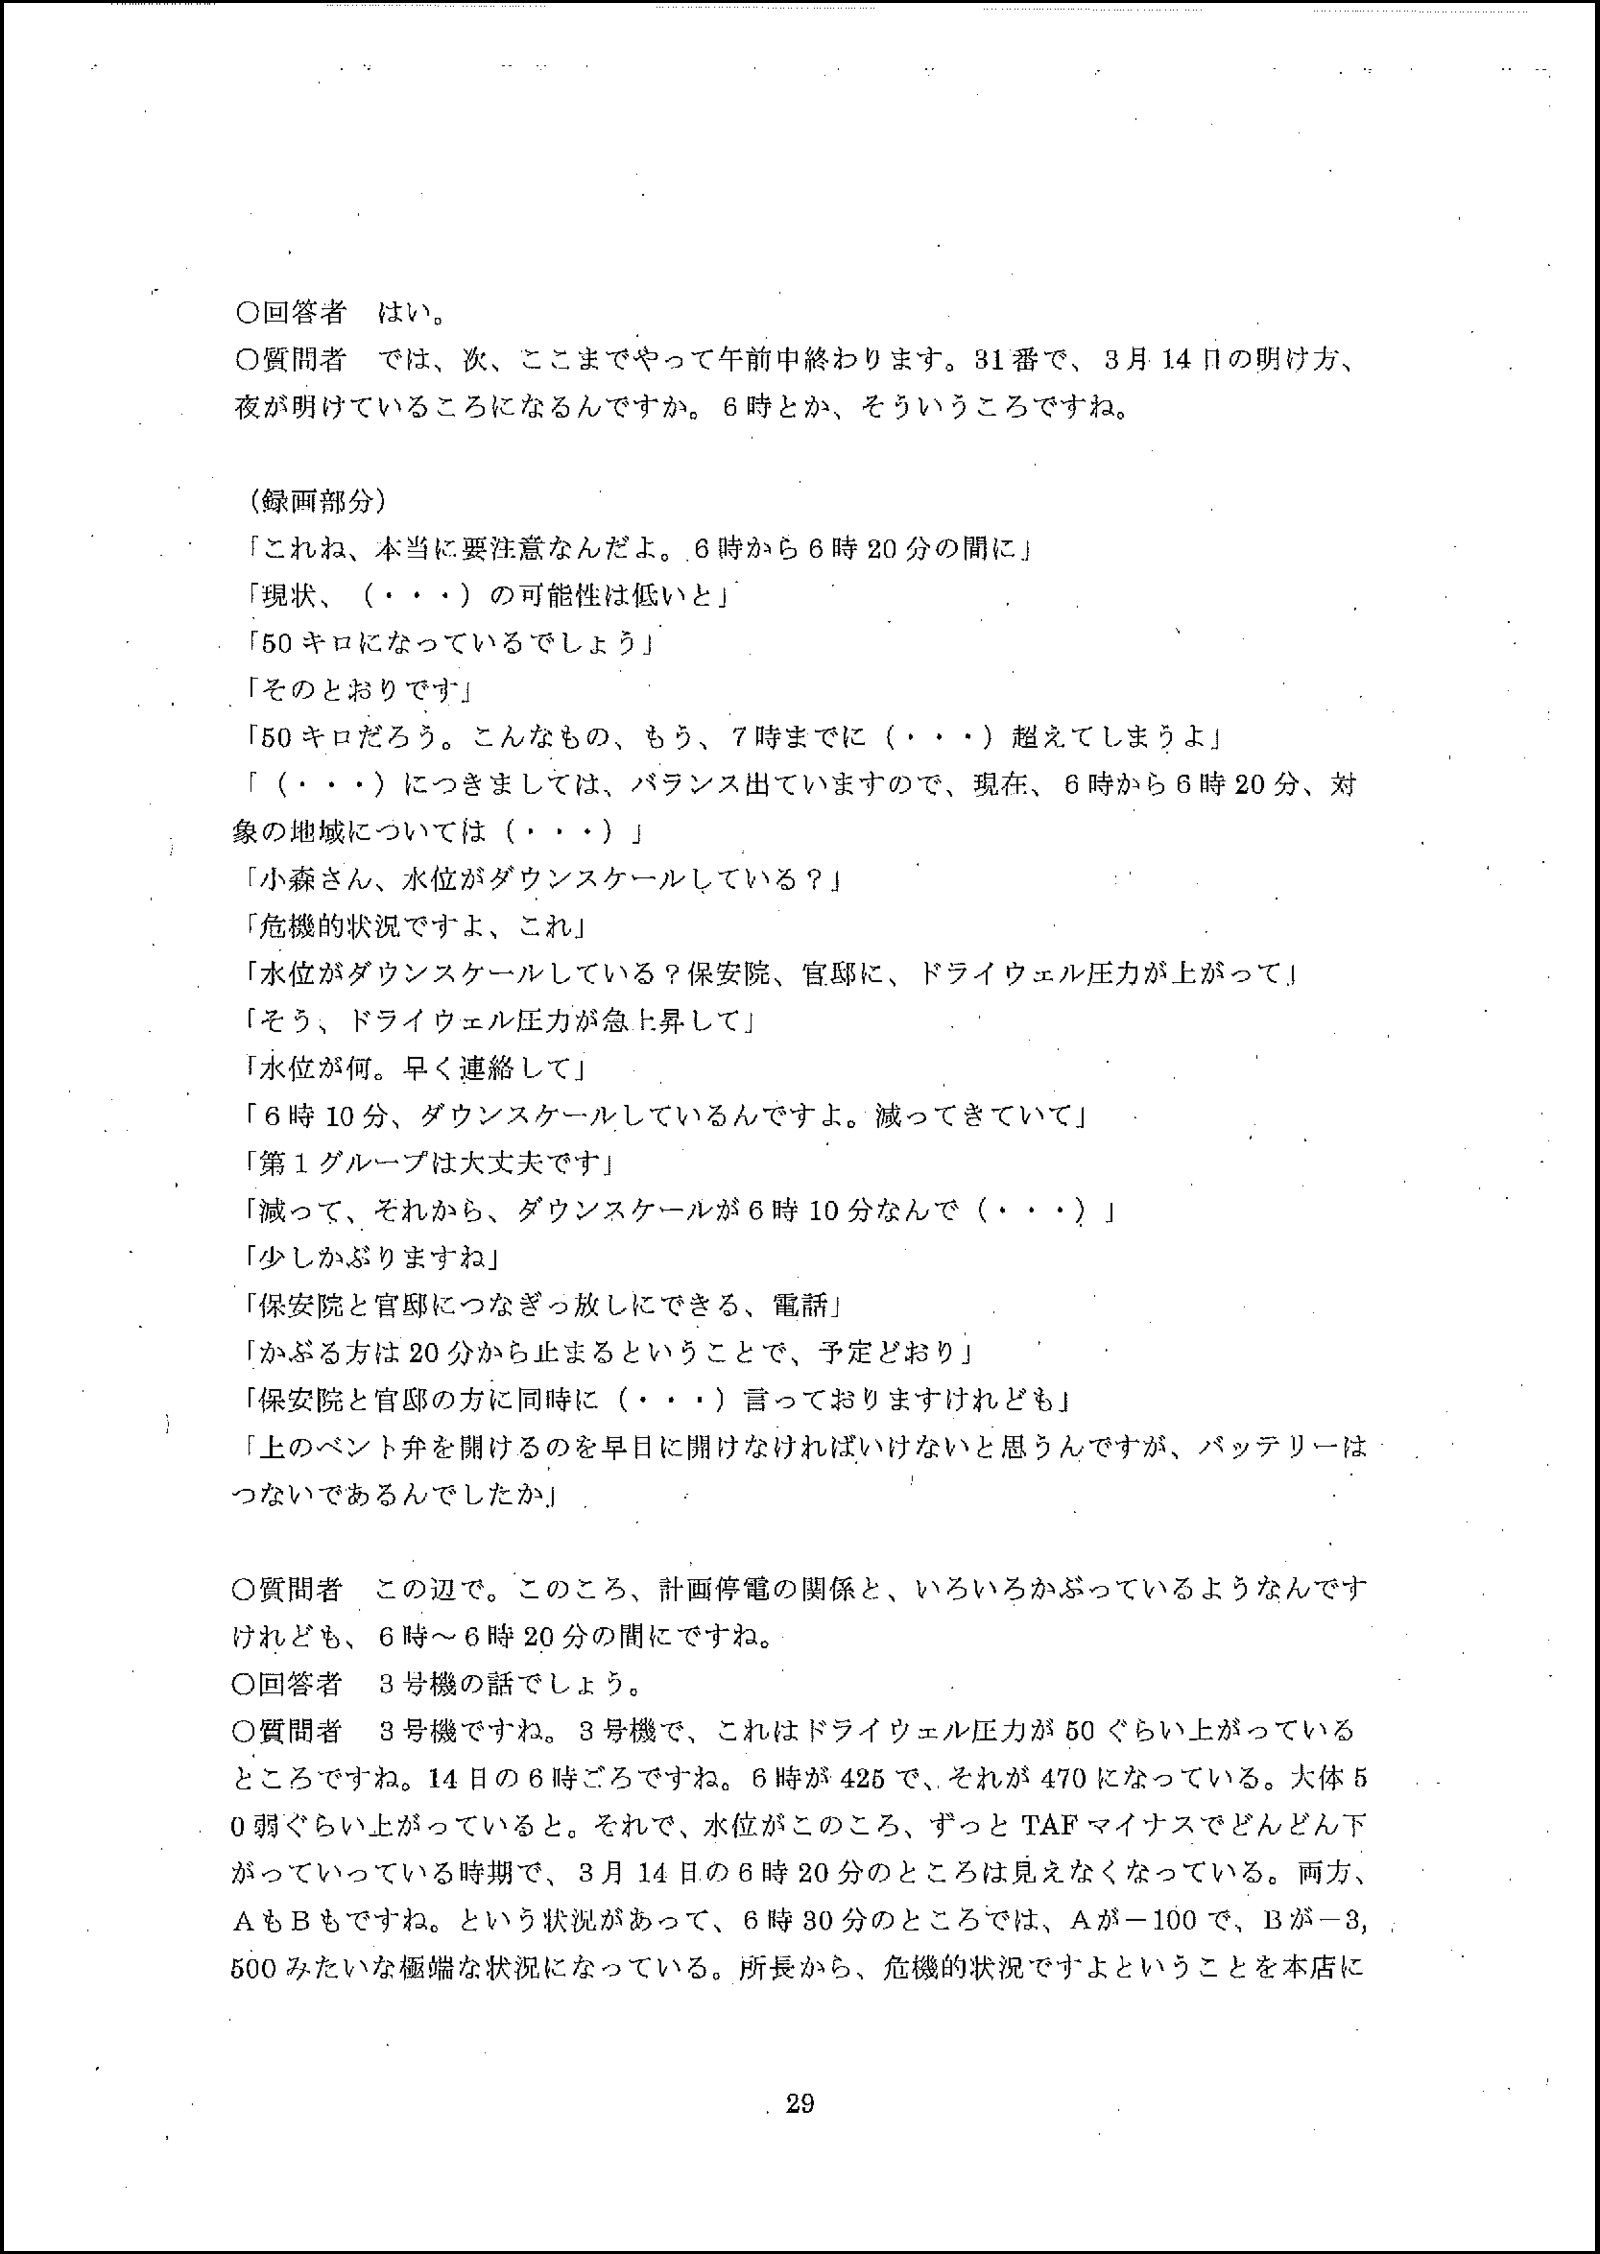 ○回答者　はい。
○質問者　では、次、ここまでやって午前中終わります。31番で、3月14日の明け方、
夜が明けているころになるんですか。6時とか、そういうころですね。
（録画部分）
「これね、本当に要注意なんだよ。6時から6時20分の間に」
「現状、（・・・）の可能性は低いと」
「50キロになっているでしょう」
「そのとおりです」
「50キロだろう。こんなもの、もう、7時までに（・・・）超えてしまうよ」
「（・・・）につきましては、バランス出ていますので、現在、6時から6時20分、対
象の地域については（・・・）」
「小森さん、水位がダウンスケールしている？」
「危機的状況ですよ、これ」
「水位がダウンスケールしている？保安院、官邸に、ドライウェル圧力が上がって」
「そう、ドライウェル圧力が急上昇して」
「水位が何。早く連絡して」
「6時10分、ダウンスケールしているんですよ。減ってきていて」
「第1グループは大丈夫です」
「減って、それから、ダウンスケールが6時10分なんで（・・・）」
「少しかぶりますね」
「保安院と官邸につなぎっ放しにできる、電話」
「かぶる方は20分から止まるということで、予定どおり」
「保安院と官邸の方に同時に（・・・）言っておりますけれども」
「上のベント弁を開けるのを早目に開けなければいけないと思うんですが、バッテリーは
つないであるんでしたか」
○質問者　この辺で。このころ、計画停電の関係と、いろいろかぶっているようなんです
けれども、6時～6時20分の間にですね。
○回答者　3号機の話でしょう。
○質問者　3号機ですね。3号機で、これはドライウェル圧力が50ぐらい上がっている
ところですね。14日の6時ごろですね。6時が425で、それが470になっている。大体5
0弱ぐらい上がっていると。それで、水位がこのころ、ずっとTAFマイナスでどんどん下
がっていっている時期で、3月14日の6時20分のところは見えなくなっている。両方、
AもBもですね。という状況があって、6時30分のところでは、Aが－100で、Bが－3,
500みたいな極端な状況になっている。所長から、危機的状況ですよということを本店に
29